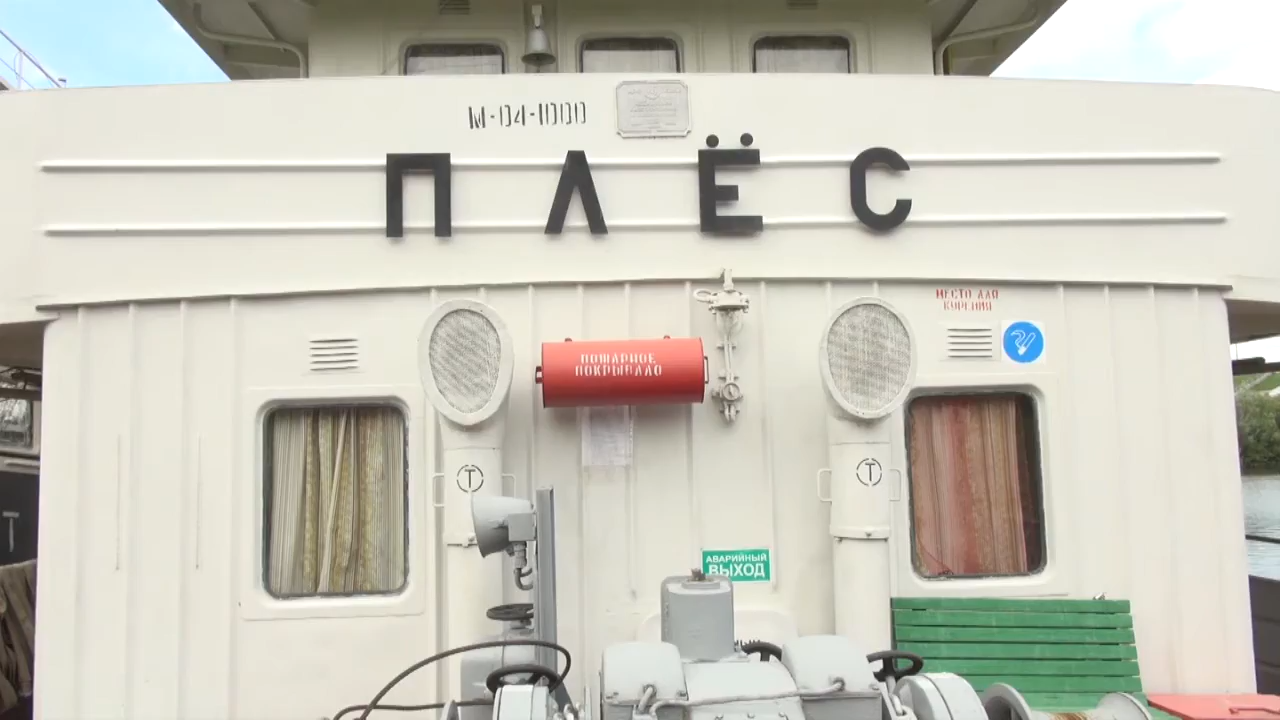 М-04-1000
ПЛЁС
МЕСТО ДЛЯ
КУРЕНИЯ
ПОЖАРНОЕ
ПОКРЫВАЛО
Т
Т
АВАРИЙНЫЙ
ВЫХОД
Т